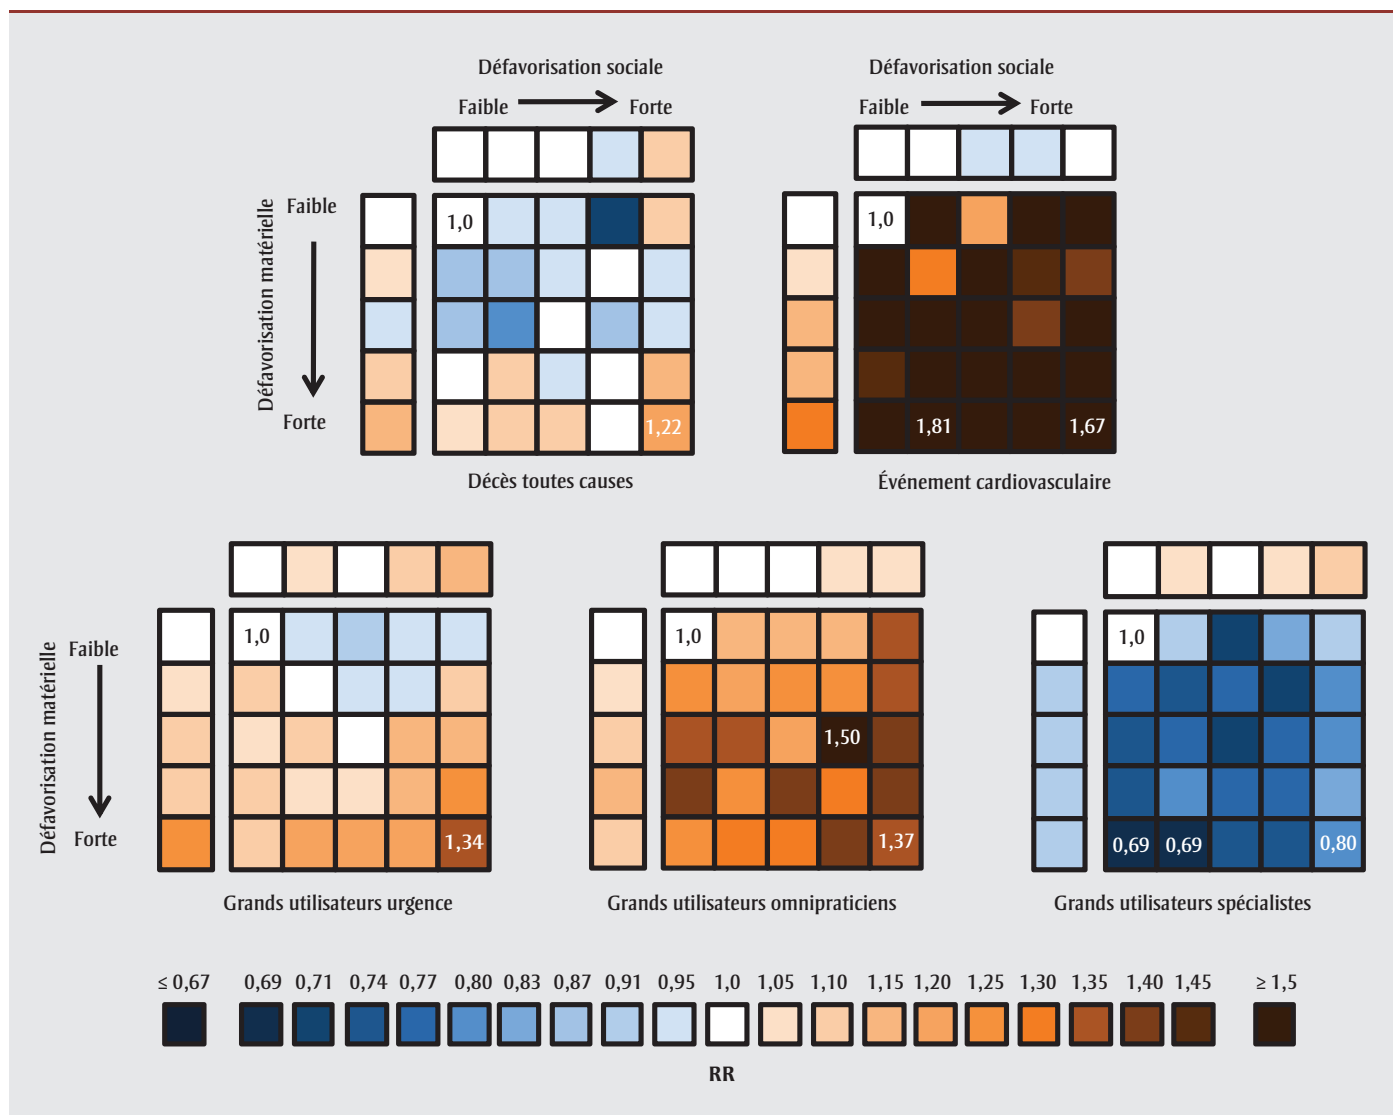 Défavorisation sociale
Faible Forte
Défavorisation sociale
Faible Forte
Défavorisation matérielle
Faible
Forte
1,0
1,22
Décès toutes causes
1,0
1,81 1,67
Événement cardiovasculaire
Défavorisation matérielle
Faible
Forte
1,0
1,34
Grands utilisateurs urgence
1,0
1,50
1,37
Grands utilisateurs omnipraticiens
1,0
0,69 0,69 0,80
Grands utilisateurs spécialistes
≤ 0,67 0,69 0,71 0,74 0,77 0,80 0,83 0,87 0,91 0,95 1,0 1,05 1,10 1,15 1,20 1,25 1,30 1,35 1,40 1,45 ≥ 1,5
RR